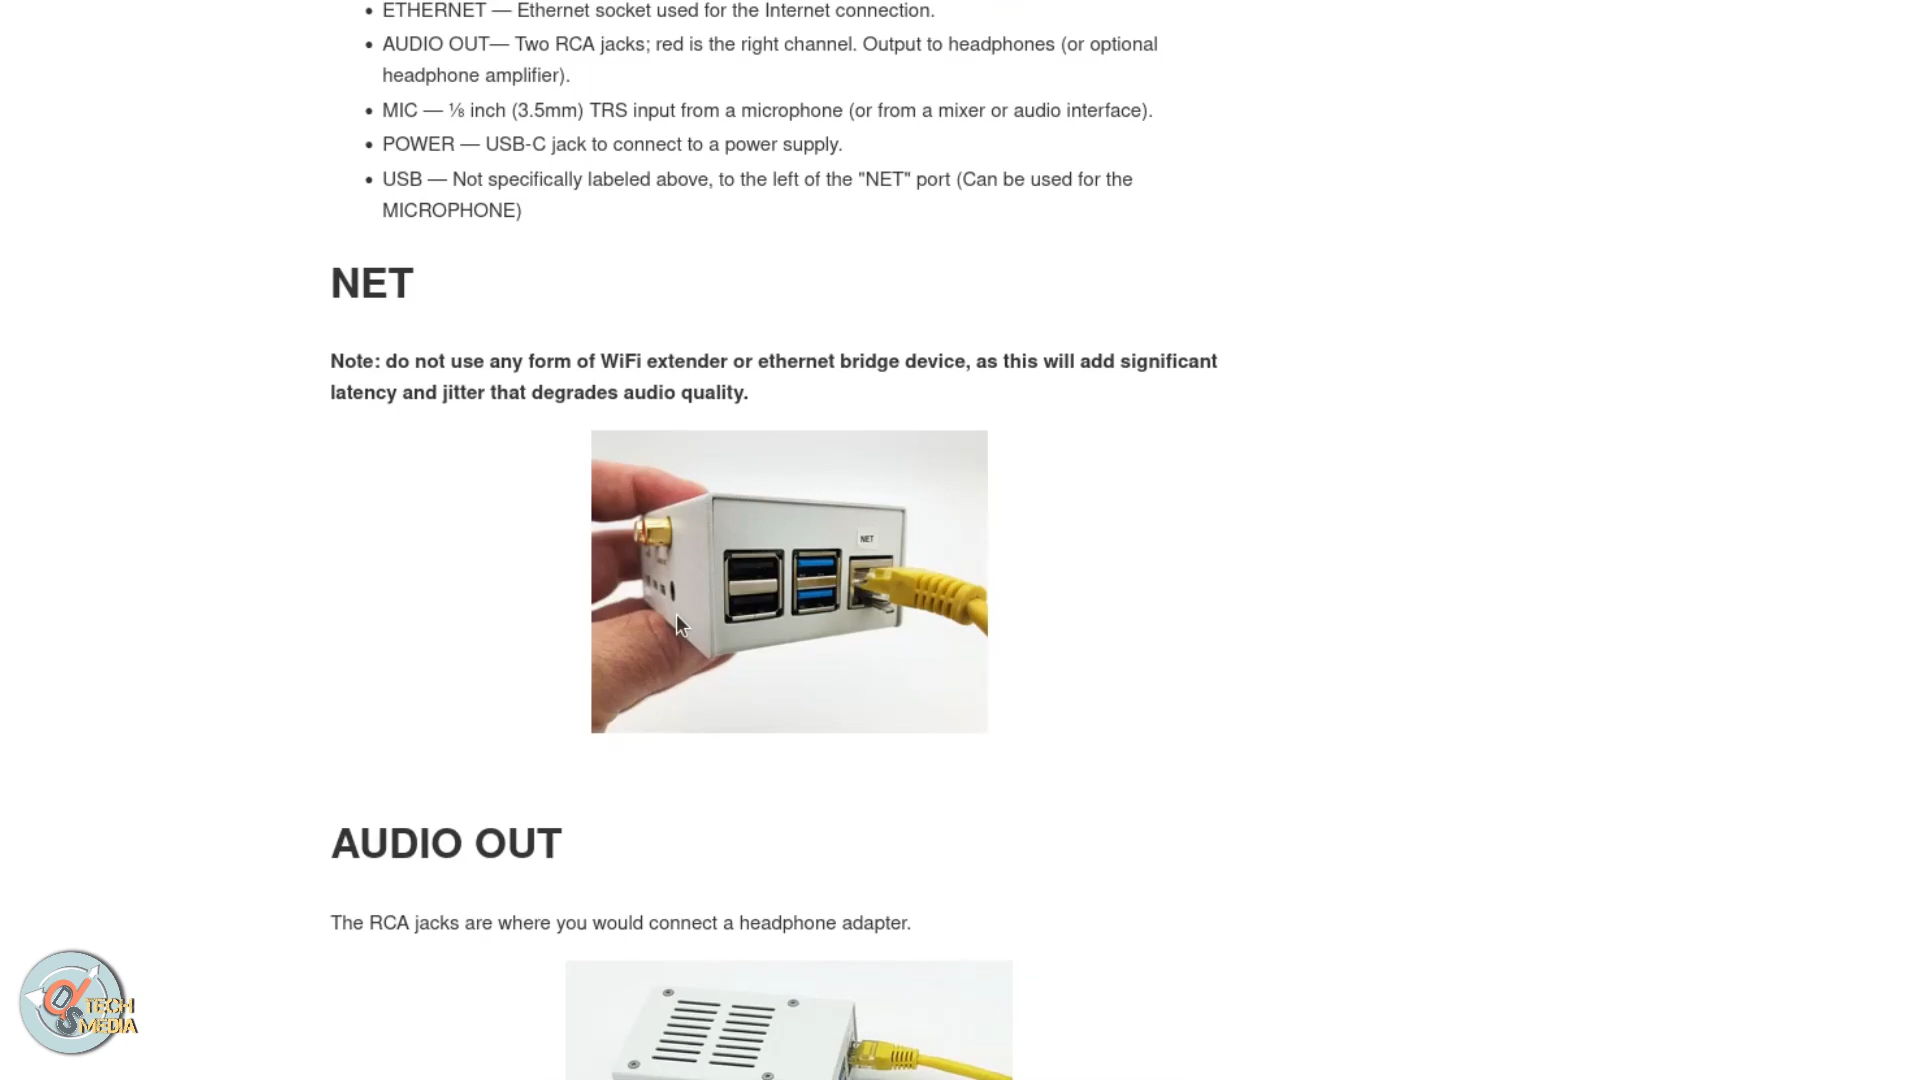 • ETHERNET — Ethernet socket used for the Internet connection.
• AUDIO OUT— Two RCA jacks; red is the right channel. Output to headphones (or optional
headphone amplifier).
• MIC — ⅛ inch (3.5mm) TRS input from a microphone (or from a mixer or audio interface).
• POWER — USB-C jack to connect to a power supply.
• USB — Not specifically labeled above, to the left of the "NET" port (Can be used for the
MICROPHONE)
NET
Note: do not use any form of WiFi extender or ethernet bridge device, as this will add significant
latency and jitter that degrades audio quality.
NET
AUDIO OUT
The RCA jacks are where you would connect a headphone adapter.
TECH
MEDIA